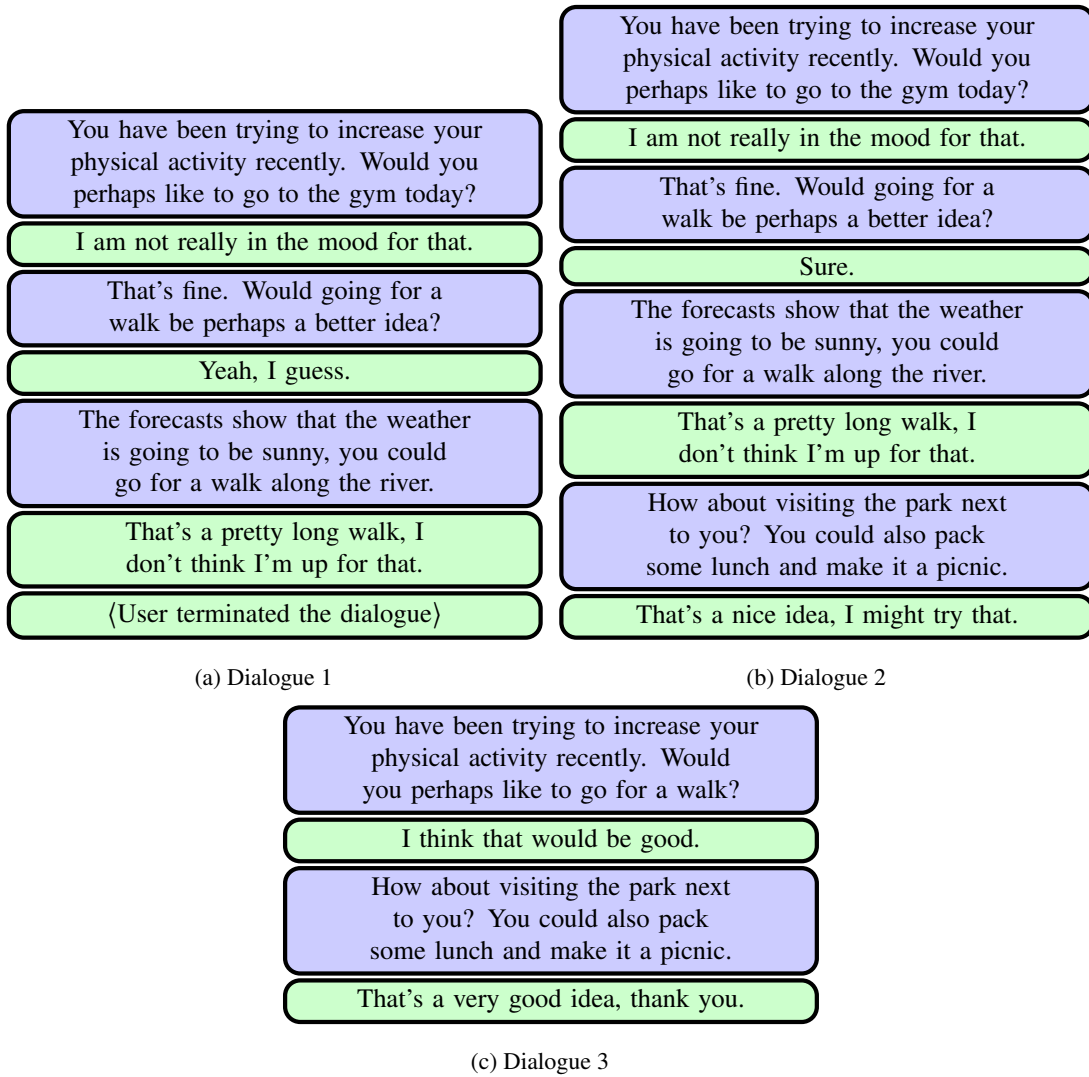 You have been trying to increase your
physical activity recently. Would you
perhaps like to go to the gym today?
I am not really in the mood for that.
That's fine. Would going for a
walk be perhaps a better idea?
Yeah, I guess.
The forecasts show that the weather
is going to be sunny, you could
go for a walk along the river.
That's a pretty long walk, I
don't think I'm up for that.
⟨User terminated the dialogue⟩
(a) Dialogue 1
You have been trying to increase your
physical activity recently. Would you
perhaps like to go to the gym today?
I am not really in the mood for that.
That's fine. Would going for a
walk be perhaps a better idea?
Sure.
The forecasts show that the weather
is going to be sunny, you could
go for a walk along the river.
That's a pretty long walk, I
don't think I'm up for that.
How about visiting the park next
to you? You could also pack
some lunch and make it a picnic.
That's a nice idea, I might try that.
(b) Dialogue 2
You have been trying to increase your
physical activity recently. Would
you perhaps like to go for a walk?
I think that would be good.
How about visiting the park next
to you? You could also pack
some lunch and make it a picnic.
That's a very good idea, thank you.
(c) Dialogue 3